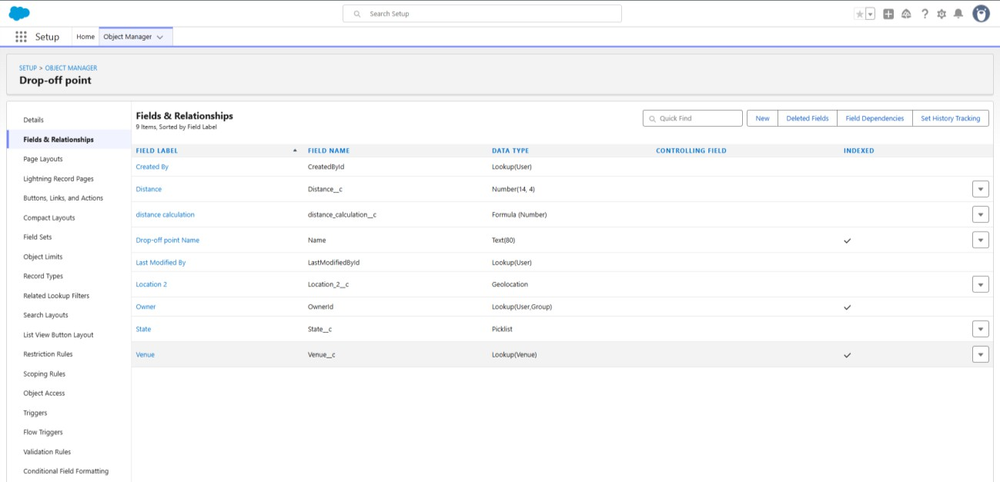 Search Setup
Setup Home Object Manager
SETUP > OBJECT MANAGER
Drop-off point
Details
Fields & Relationships
Page Layouts
Lightning Record Pages
Buttons, Links, and Actions
Compact Layouts
Field Sets
Object Limits
Record Types
Related Lookup Filters
Search Layouts
List View Button Layout
Restriction Rules
Scoping Rules
Object Access
Triggers
Flow Triggers
Validation Rules
Conditional Field Formatting
Fields & Relationships
9 Items, Sorted by Field Label
Quick Find New Deleted Fields Field Dependencies Set History Tracking
FIELD LABEL FIELD NAME DATA TYPE CONTROLLING FIELD INDEXED
Created By CreatedById Lookup(User)
Distance Distance__c Number(14, 4)
distance calculation distance_calculation__c Formula (Number)
Drop-off point Name Name Text(80)
Last Modified By LastModifiedById Lookup(User)
Location 2 Location_2__c Geolocation
Owner OwnerId Lookup(User,Group)
State State__c Picklist
Venue Venue__c Lookup(Venue)